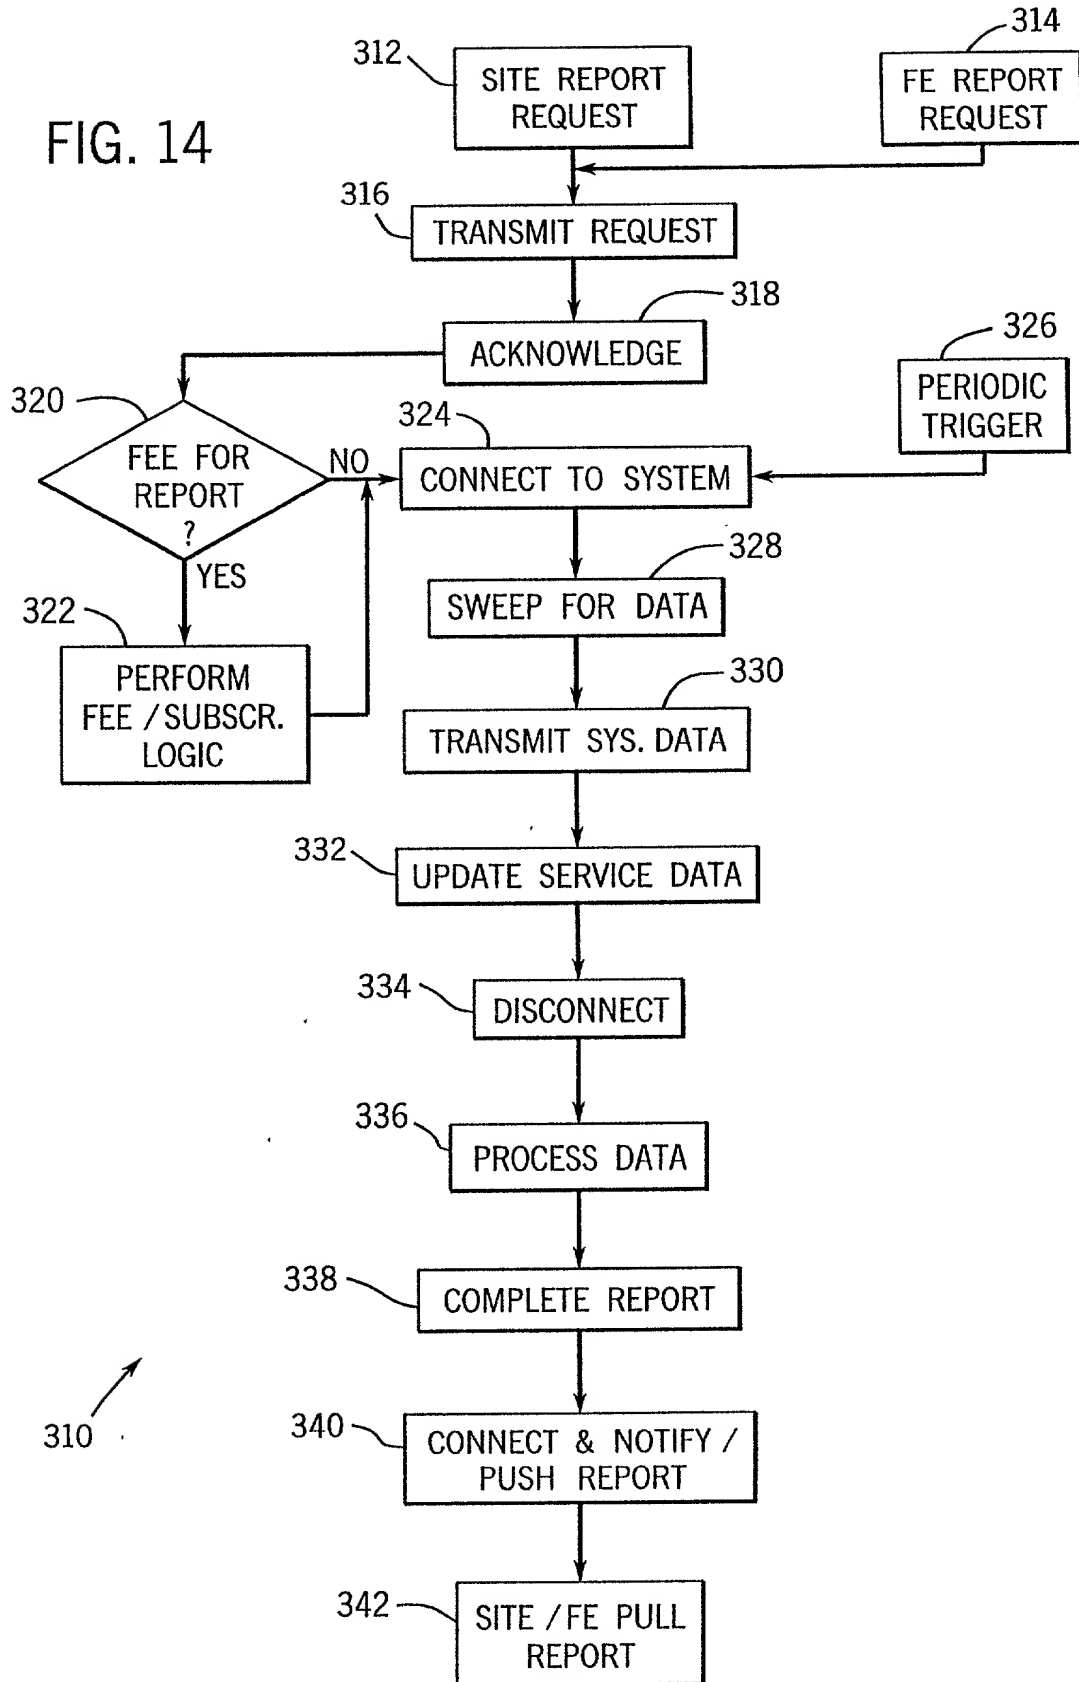 312
SITE REPORT
REQUEST
314
FE REPORT
REQUEST
FIG. 14
316
TRANSMIT REQUEST
318
ACKNOWLEDGE
326
PERIODIC
TRIGGER
320
FEE FOR
REPORT
?
NO
YES
324
CONNECT TO SYSTEM
322
PERFORM
FEE / SUBSCR.
LOGIC
328
SWEEP FOR DATA
330
TRANSMIT SYS. DATA
332
UPDATE SERVICE DATA
334
DISCONNECT
336
PROCESS DATA
338
COMPLETE REPORT
310
340
CONNECT & NOTIFY /
PUSH REPORT
342
SITE / FE PULL
REPORT